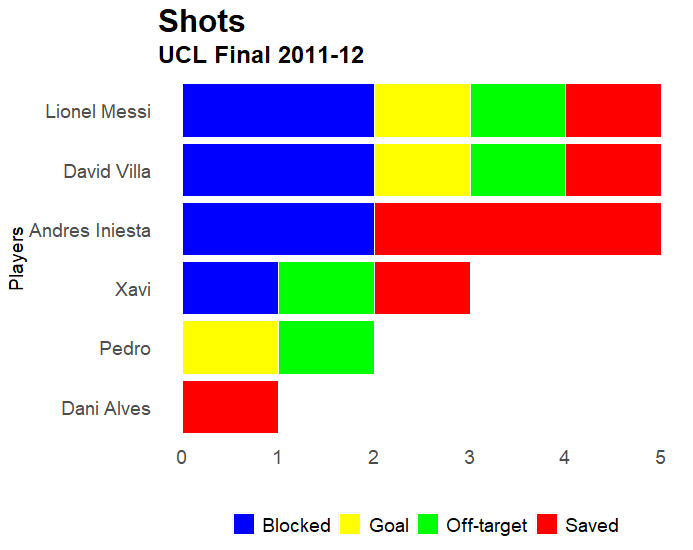 Shots
UCL Final 2011-12
Players
Lionel Messi
David Villa
Andres Iniesta
Xavi
Pedro
Dani Alves
0 1 2 3 4 5
Blocked Goal Off-target Saved